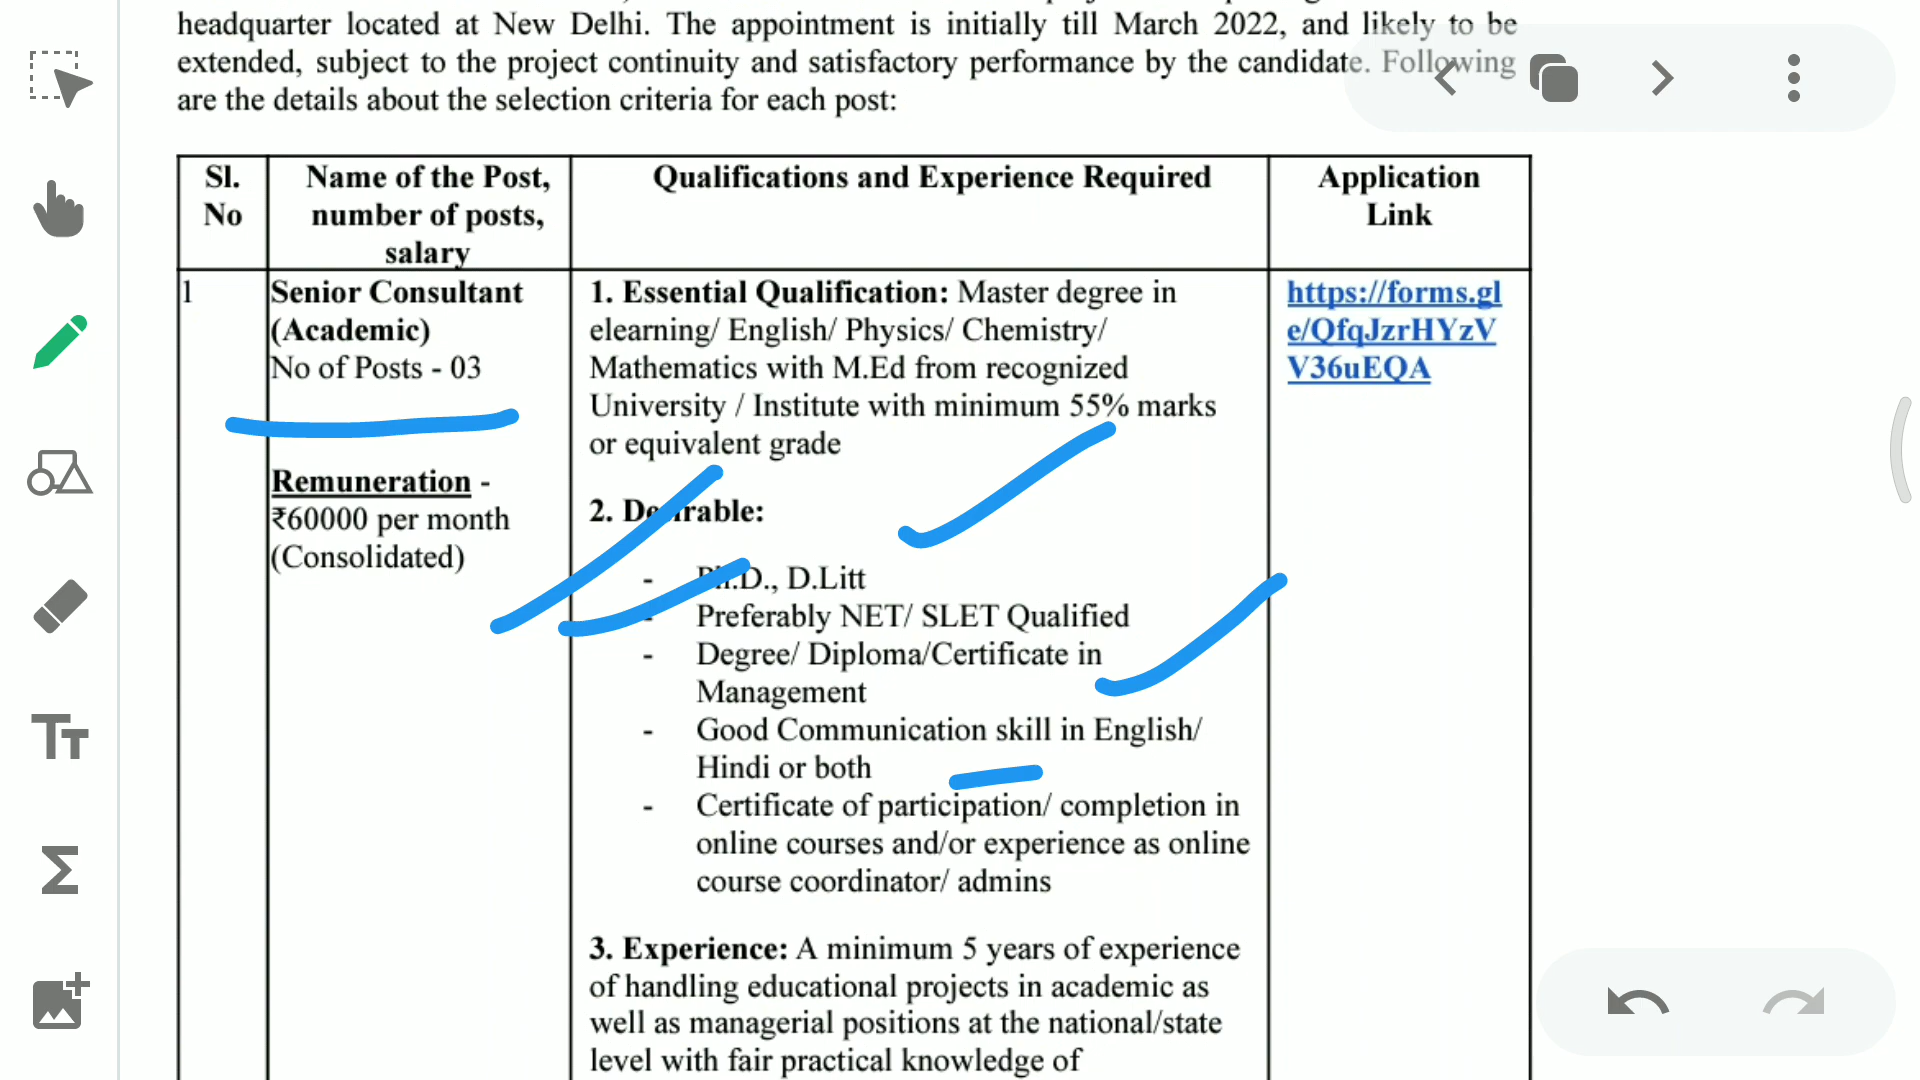 headquarter located at New Delhi. The appointment is initially till March 2022, and likely to be
extended, subject to the project continuity and satisfactory performance by the candidate. Following
are the details about the selection criteria for each post:
Sl.
No
Name of the Post,
number of posts,
salary
Qualifications and Experience Required
Application
Link
1
Senior Consultant
(Academic)
No of Posts - 03
Remuneration -
₹60000 per month
(Consolidated)
1. Essential Qualification: Master degree in
elearning/ English/ Physics/ Chemistry/
Mathematics with M.Ed from recognized
University / Institute with minimum 55% marks
or equivalent grade
2. Desirable:
- Ph.D., D.Litt
- Preferably NET/ SLET Qualified
- Degree/ Diploma/Certificate in
Management
- Good Communication skill in English/
Hindi or both
- Certificate of participation/ completion in
online courses and/or experience as online
course coordinator/ admins
3. Experience: A minimum 5 years of experience
of handling educational projects in academic as
well as managerial positions at the national/state
level with fair practical knowledge of
https://forms.gl
e/QfqJzrHYzV
V36uEQA